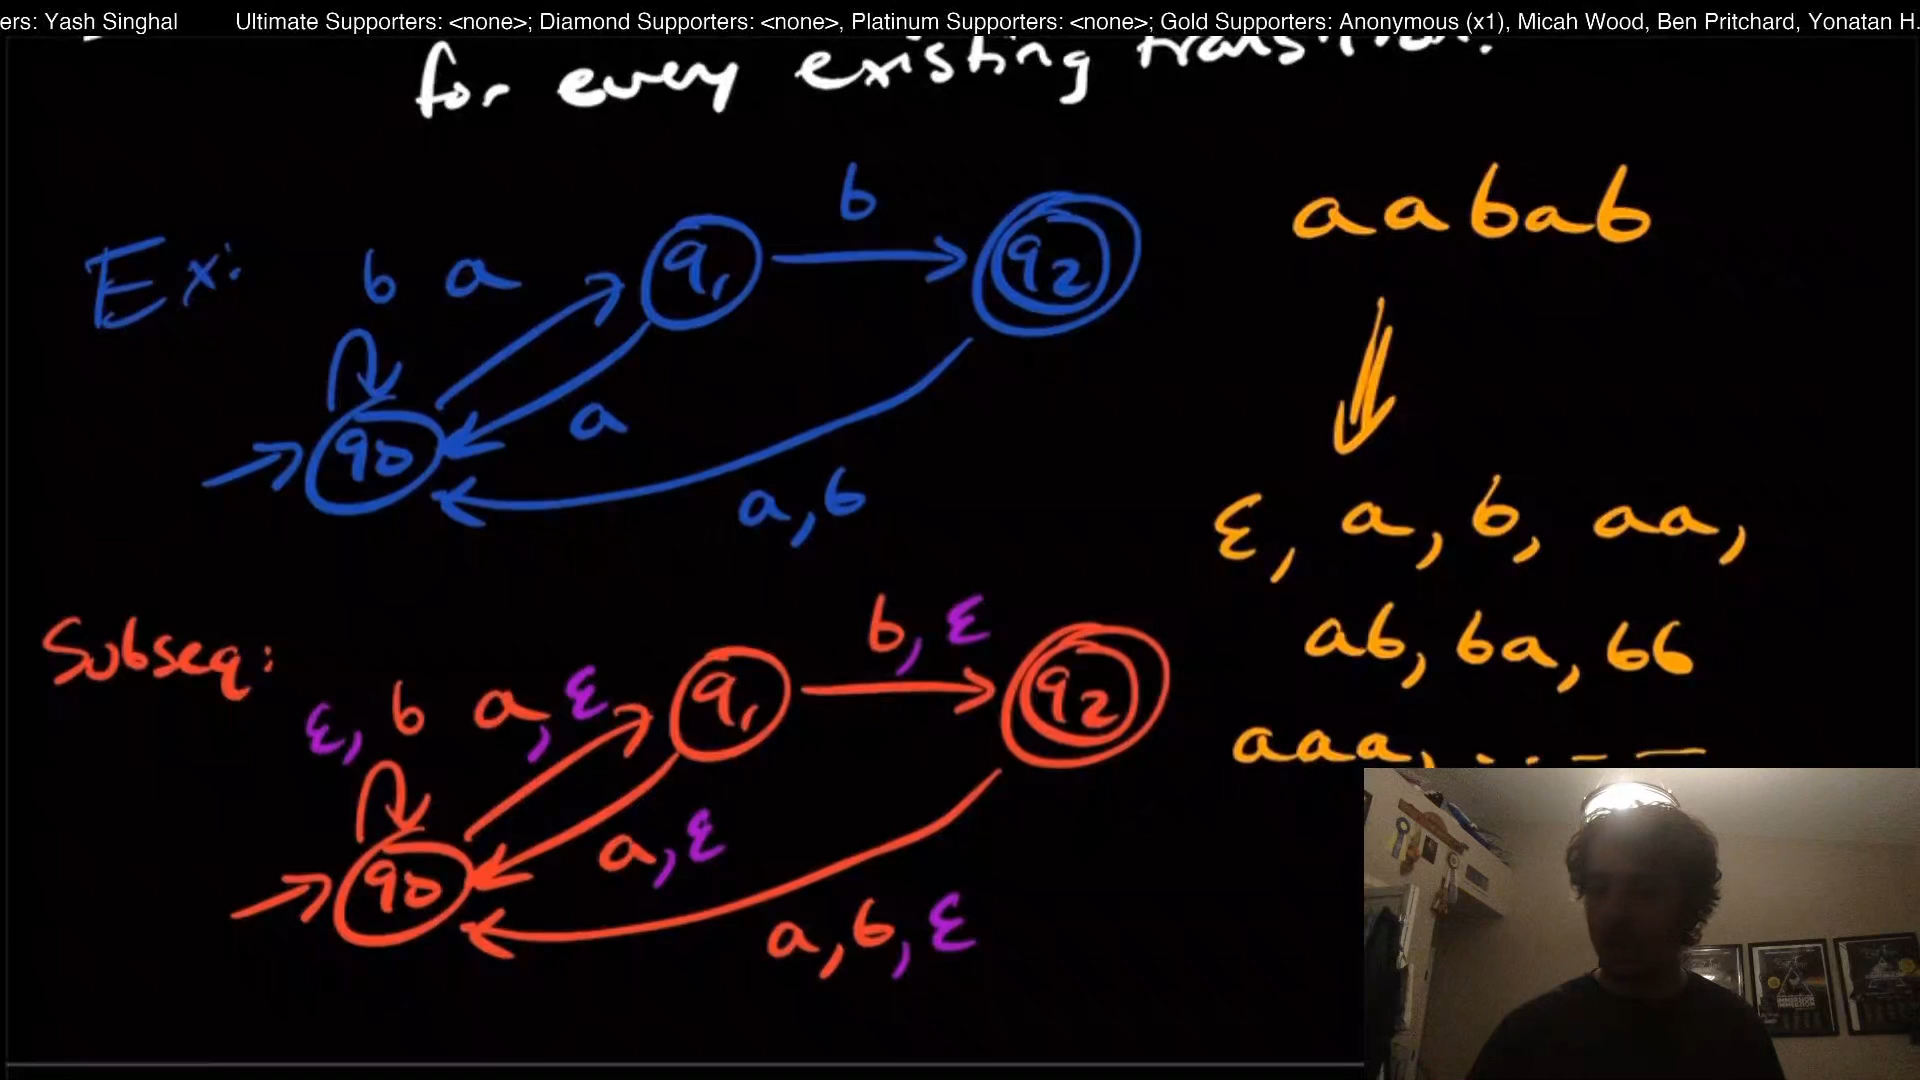 ers: Yash Singhal Ultimate Supporters: <none>; Diamond Supporters: <none>, Platinum Supporters: <none>; Gold Supporters: Anonymous (x1), Micah Wood, Ben Pritchard, Yonatan H.
for every existing transition.
Ex:
b a
q1
b
q2
q0
a
a,b
aabab
ε, a, b, aa,
ab, ba, bb
aaa, . . - —
Subseq:
ε, b a, ε
q1
b, ε
q2
q0
a, ε
a, b, ε